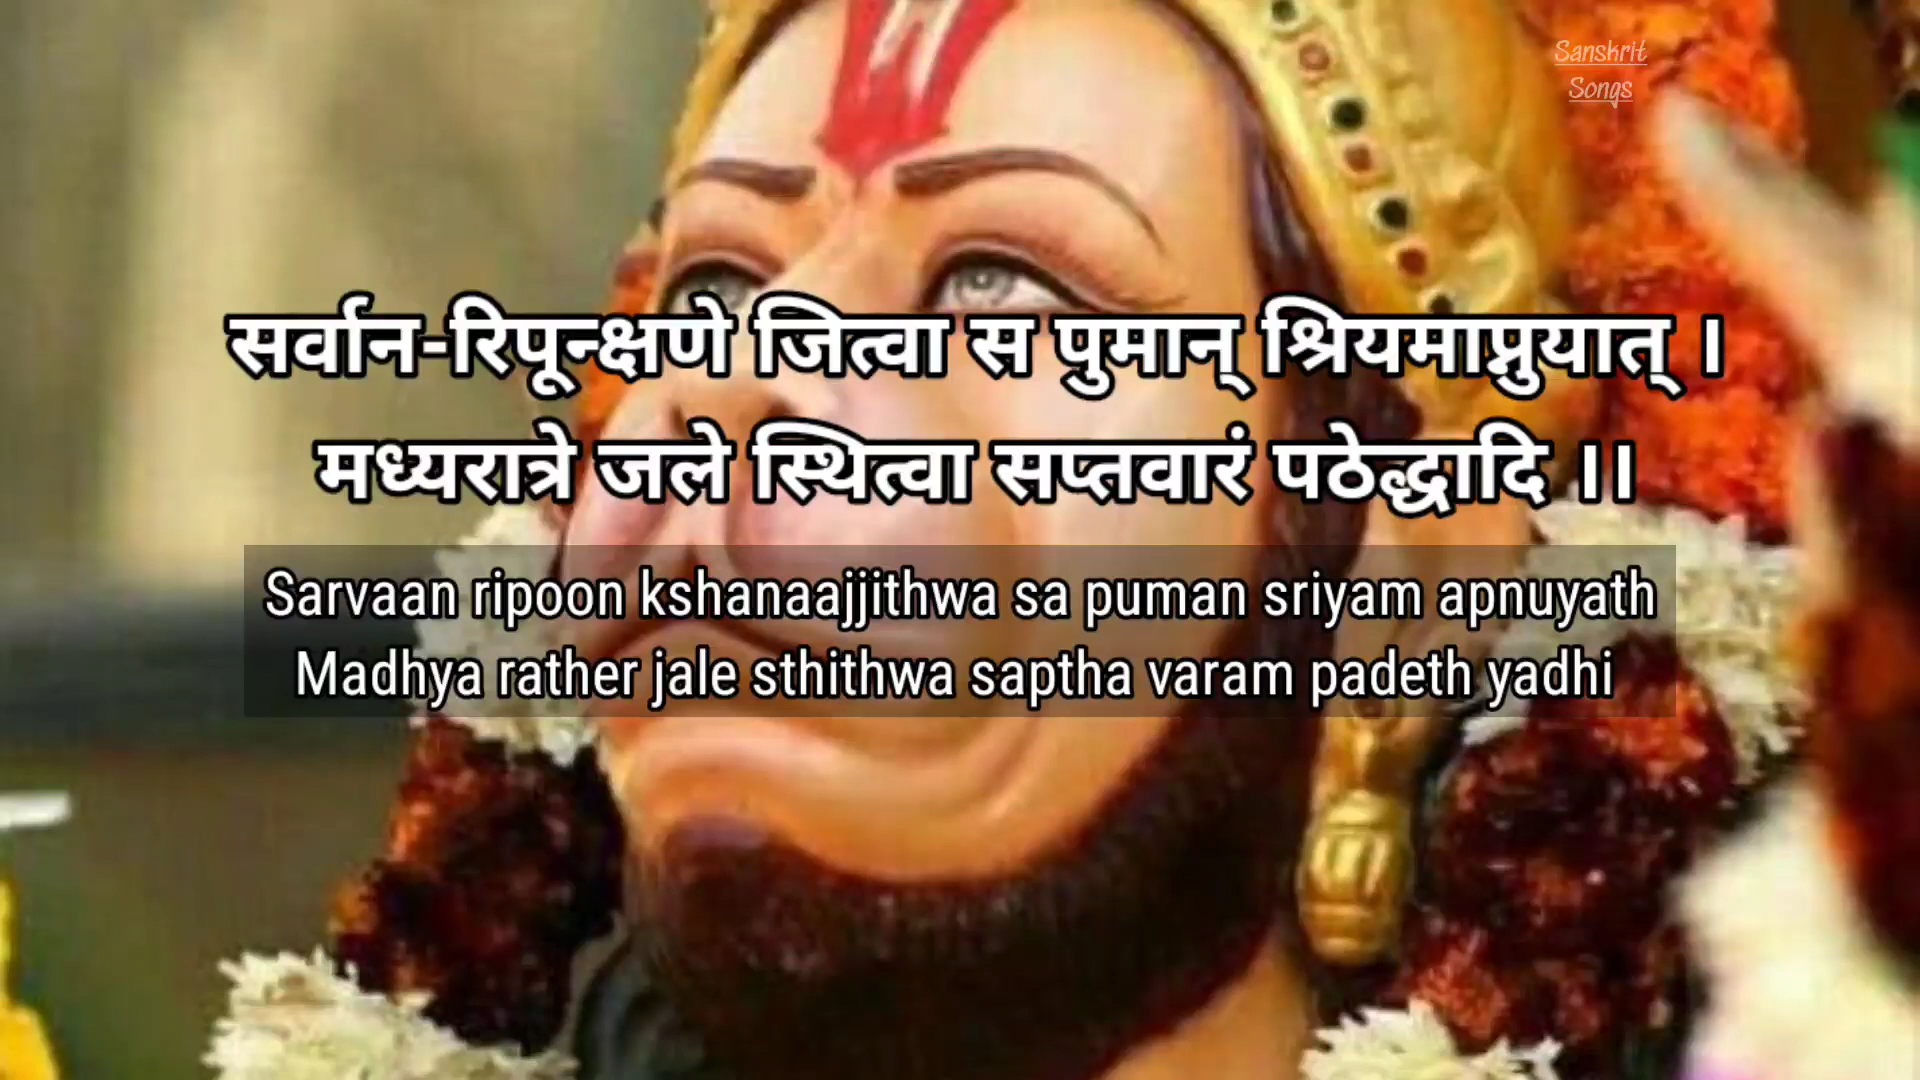 Sanskrit
Songs
सर्वान-रिपून्क्षणे जित्वा स पुमान् श्रियमाप्नुयात् ।
मध्यरात्रे जले स्थित्वा सप्तवारं पठेद्धादि ।।
Sarvaan ripoon kshanaajjithwa sa puman sriyam apnuyath
Madhya rather jale sthithwa saptha varam padeth yadhi